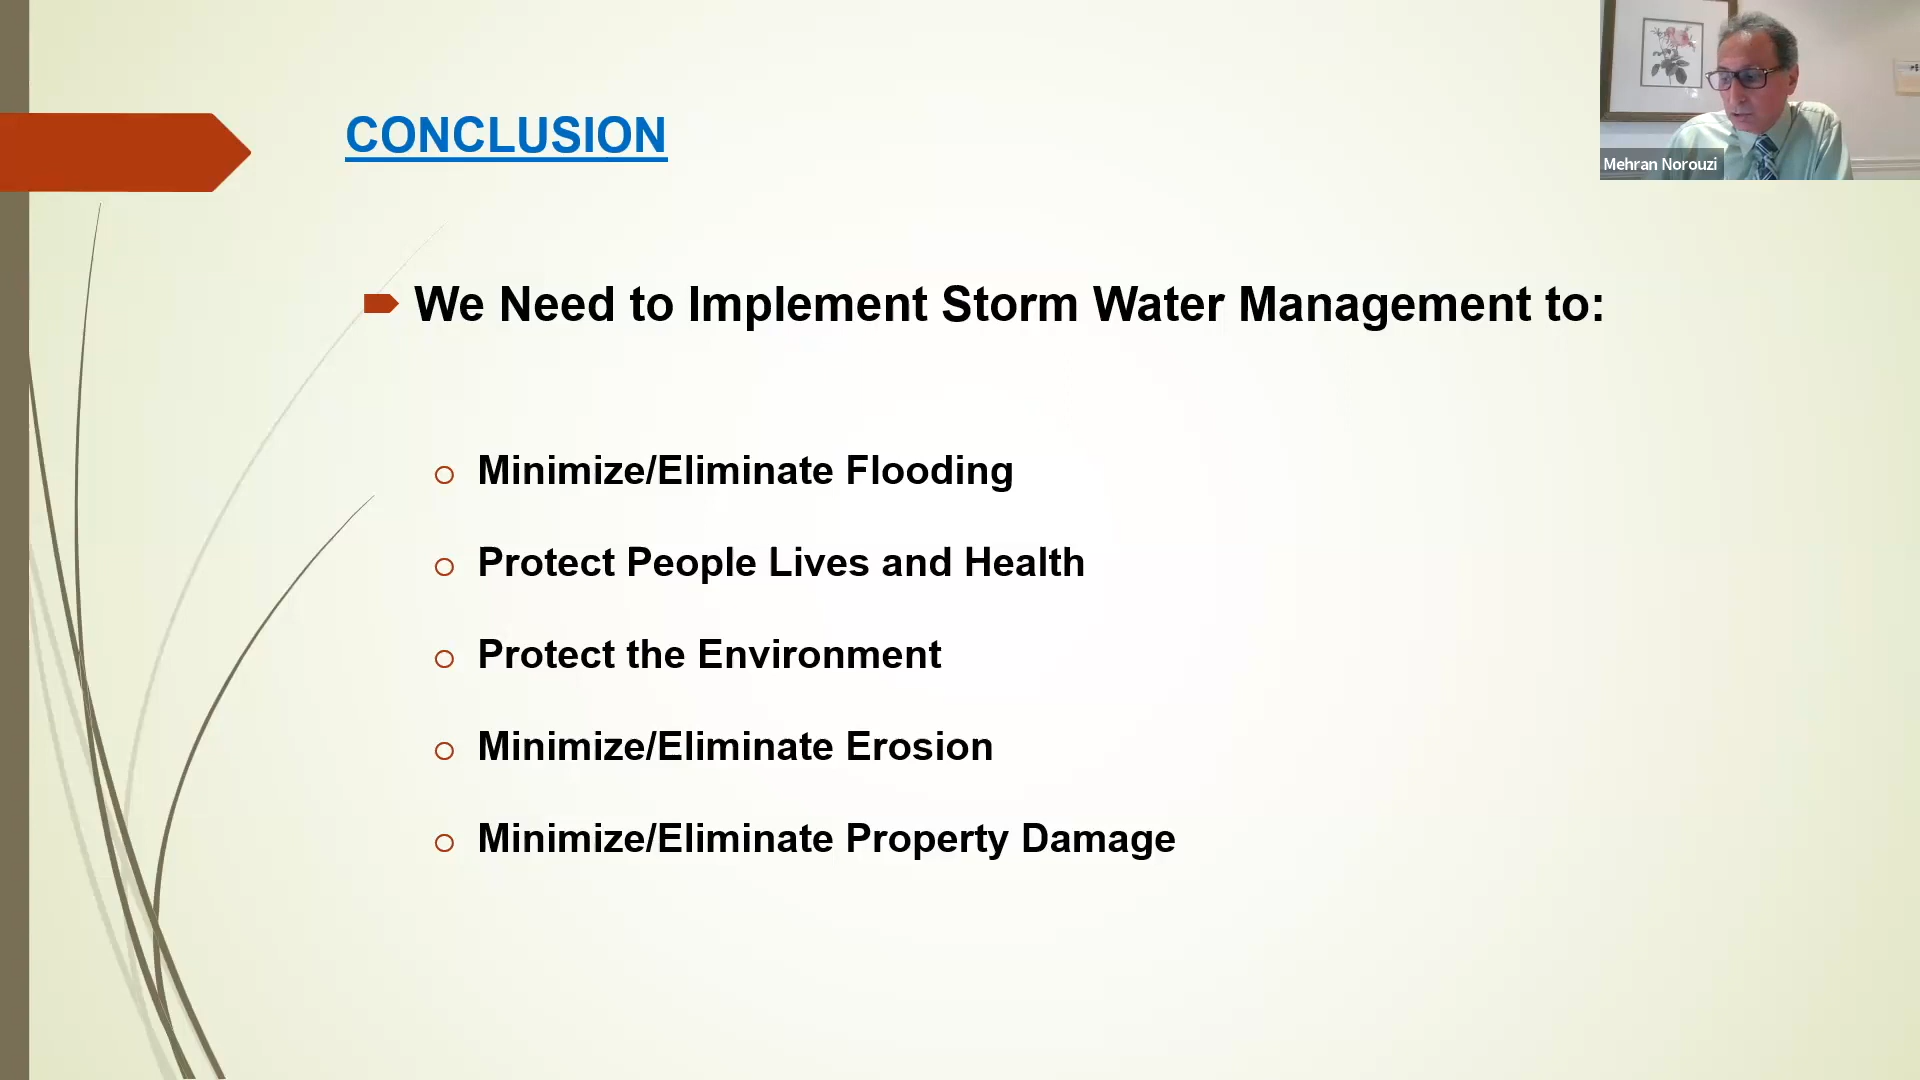 CONCLUSION
Mehran Norouzi
We Need to Implement Storm Water Management to:
Minimize/Eliminate Flooding
Protect People Lives and Health
Protect the Environment
Minimize/Eliminate Erosion
Minimize/Eliminate Property Damage